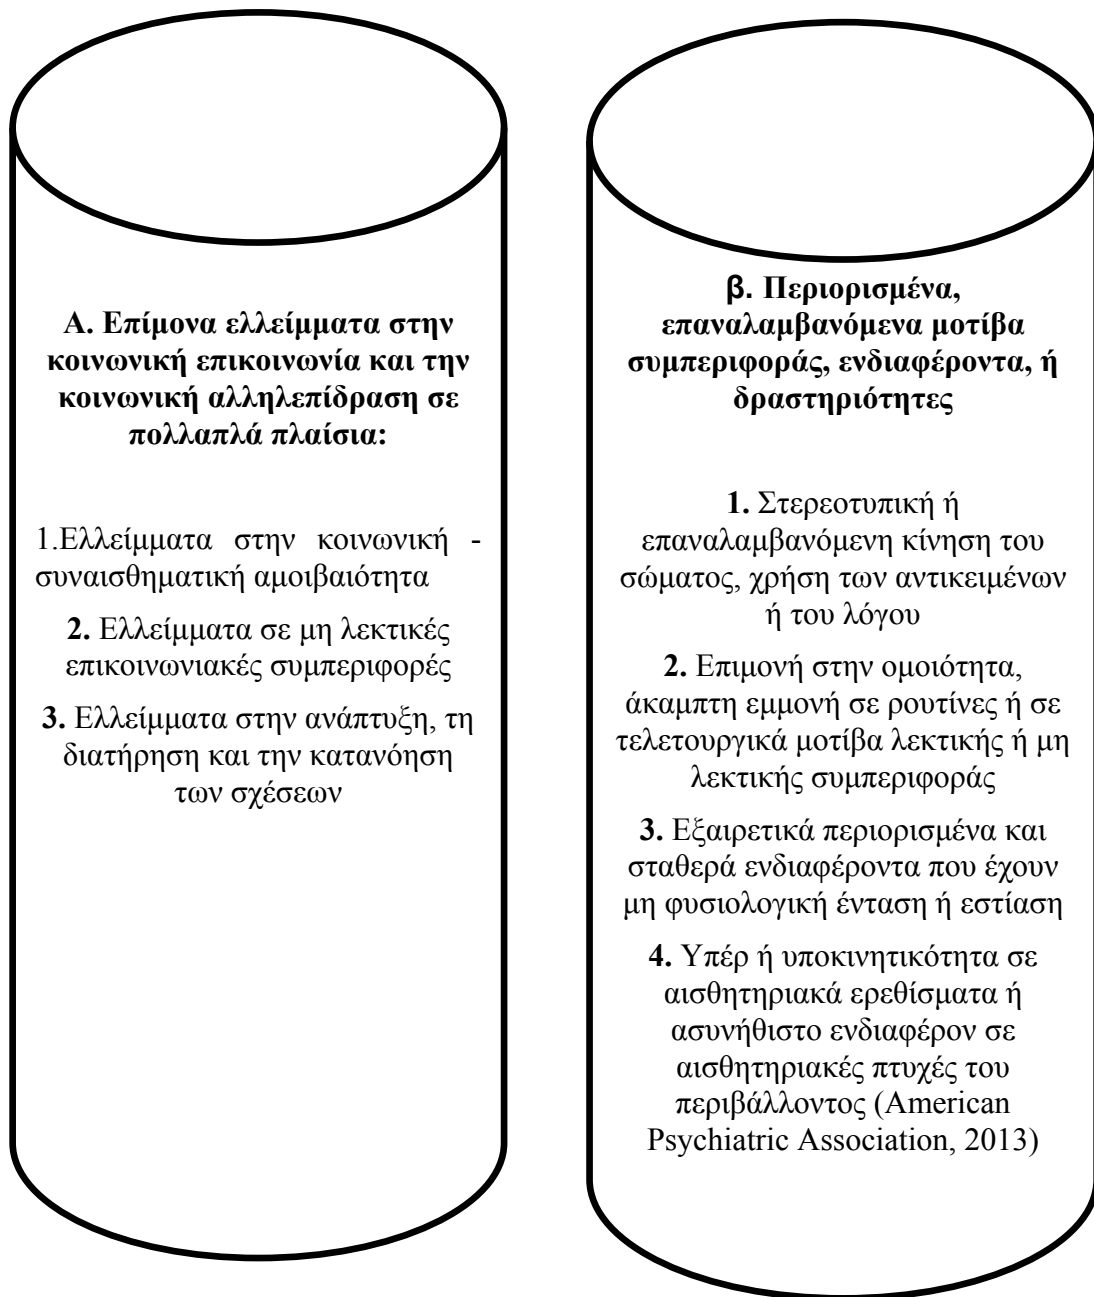 Α. Επίμονα ελλείμματα στην
κοινωνική επικοινωνία και την
κοινωνική αλληλεπίδραση σε
πολλαπλά πλαίσια:
1.Ελλείμματα στην κοινωνική -
συναισθηματική αμοιβαιότητα
2. Ελλείμματα σε μη λεκτικές
επικοινωνιακές συμπεριφορές
3. Ελλείμματα στην ανάπτυξη, τη
διατήρηση και την κατανόηση
των σχέσεων
β. Περιορισμένα,
επαναλαμβανόμενα μοτίβα
συμπεριφοράς, ενδιαφέροντα, ή
δραστηριότητες
1. Στερεοτυπική ή
επαναλαμβανόμενη κίνηση του
σώματος, χρήση των αντικειμένων
ή του λόγου
2. Επιμονή στην ομοιότητα,
άκαμπτη εμμονή σε ρουτίνες ή σε
τελετουργικά μοτίβα λεκτικής ή μη
λεκτικής συμπεριφοράς
3. Εξαιρετικά περιορισμένα και
σταθερά ενδιαφέροντα που έχουν
μη φυσιολογική ένταση ή εστίαση
4. Υπέρ ή υποκινητικότητα σε
αισθητηριακά ερεθίσματα ή
ασυνήθιστο ενδιαφέρον σε
αισθητηριακές πτυχές του
περιβάλλοντος (American
Psychiatric Association, 2013)